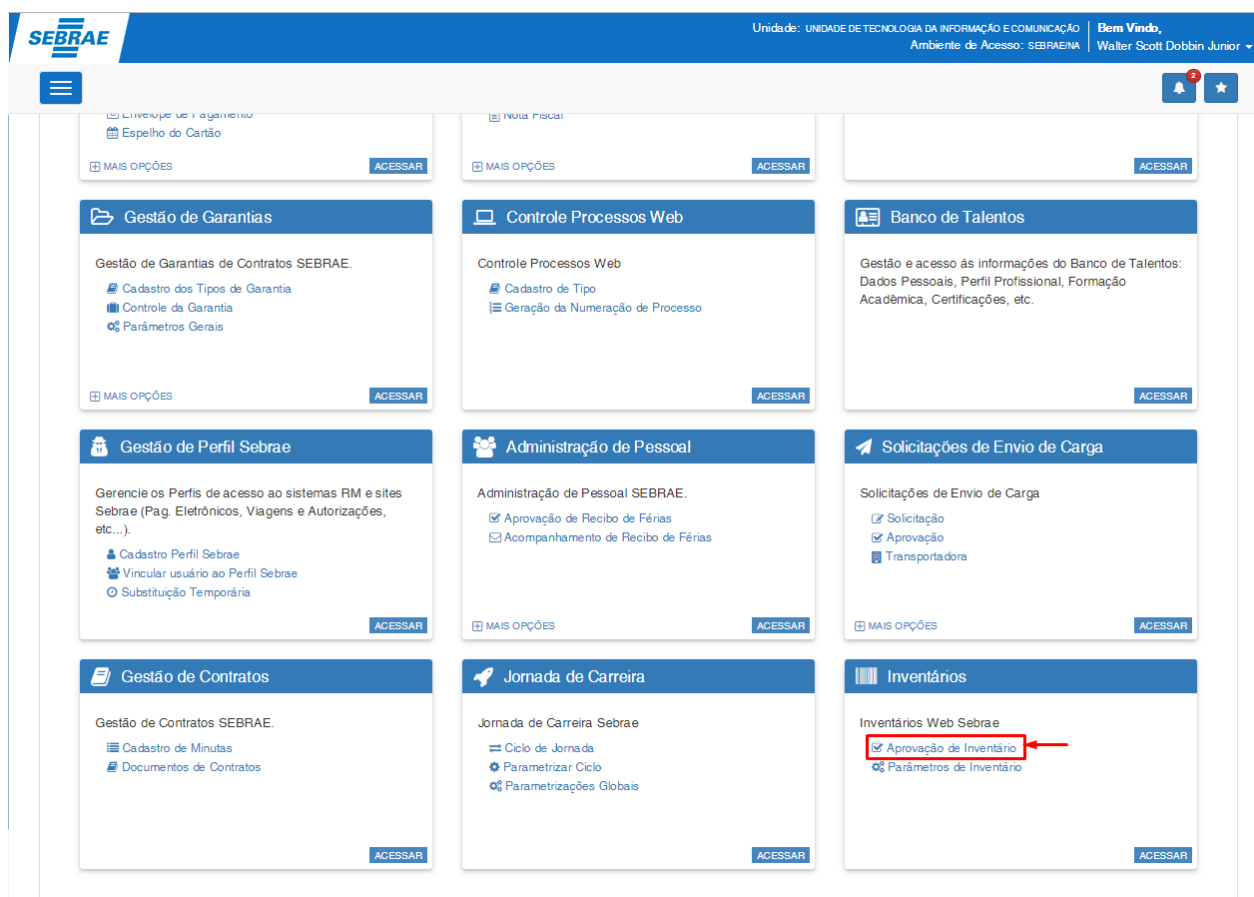 SEBRAE
Unidade: UNIDADE DE TECNOLOGIA DA INFORMAÇÃO E COMUNICAÇÃO
Ambiente de Acesso: SEBRAE/NA
Bem Vindo,
Walter Scott Dobbin Junior
2
Envelope de Pagamento
Espelho do Cartão
MAIS OPÇÕES
ACESSAR
Nota Fiscal
MAIS OPÇÕES
ACESSAR
ACESSAR
Gestão de Garantias
Gestão de Garantias de Contratos SEBRAE.
Cadastro dos Tipos de Garantia
Controle da Garantia
Parâmetros Gerais
MAIS OPÇÕES
ACESSAR
Controle Processos Web
Controle Processos Web
Cadastro de Tipo
Geração da Numeração de Processo
ACESSAR
Banco de Talentos
Gestão e acesso ás informações do Banco de Talentos:
Dados Pessoais, Perfil Profissional, Formação
Acadêmica, Certificações, etc.
ACESSAR
Gestão de Perfil Sebrae
Gerencie os Perfis de acesso ao sistemas RM e sites
Sebrae (Pag. Eletrônicos, Viagens e Autorizações,
etc...).
Cadastro Perfil Sebrae
Vincular usuário ao Perfil Sebrae
Substituição Temporária
ACESSAR
Administração de Pessoal
Administração de Pessoal SEBRAE.
Aprovação de Recibo de Férias
Acompanhamento de Recibo de Férias
MAIS OPÇÕES
ACESSAR
Solicitações de Envio de Carga
Solicitações de Envio de Carga
Solicitação
Aprovação
Transportadora
MAIS OPÇÕES
ACESSAR
Gestão de Contratos
Gestão de Contratos SEBRAE.
Cadastro de Minutas
Documentos de Contratos
ACESSAR
Jornada de Carreira
Jornada de Carreira Sebrae
Ciclo de Jornada
Parametrizar Ciclo
Parametrizações Globais
ACESSAR
Inventários
Inventários Web Sebrae
Aprovação de Inventário
Parâmetros de Inventário
ACESSAR